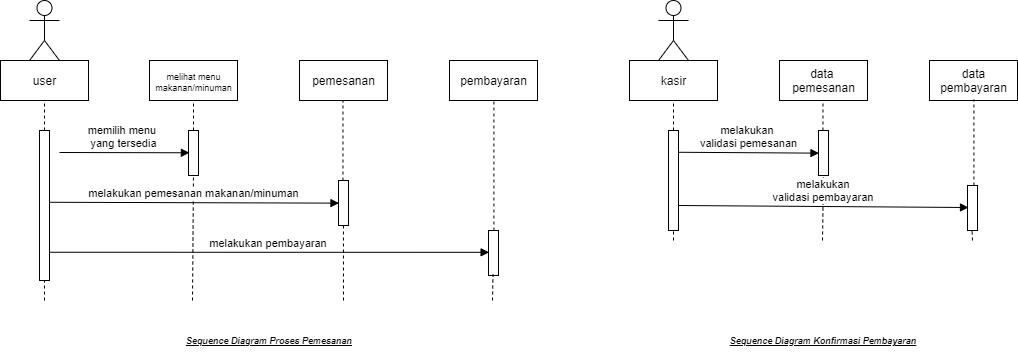 user
melihat menu
makanan/minuman
pemesanan
pembayaran
memilih menu
yang tersedia
melakukan pemesanan makanan/minuman
melakukan pembayaran
Sequence Diagram Proses Pemesanan
kasir
data
pemesanan
data
pembayaran
melakukan
validasi pemesanan
melakukan
validasi pembayaran
Sequence Diagram Konfirmasi Pembayaran